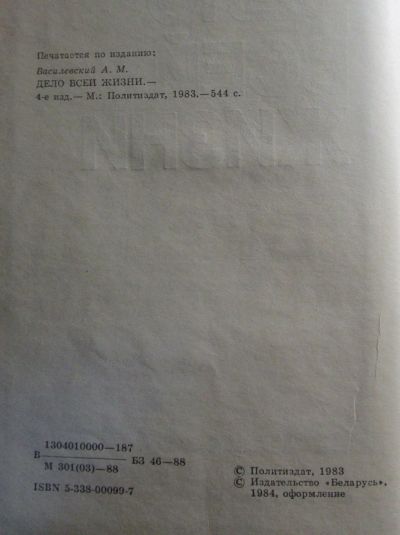 Печатается по изданию:
Василевский А. М.
ДЕЛО ВСЕЙ ЖИЗНИ.—
4-е изд.— М.: Политиздат, 1983.—544 с.
1304010000—187
В
БЗ 46—88
М 301(03)—88
ISBN 5-338-00099-7
© Политиздат, 1983
© Издательство «Беларусь»,
1984, оформление